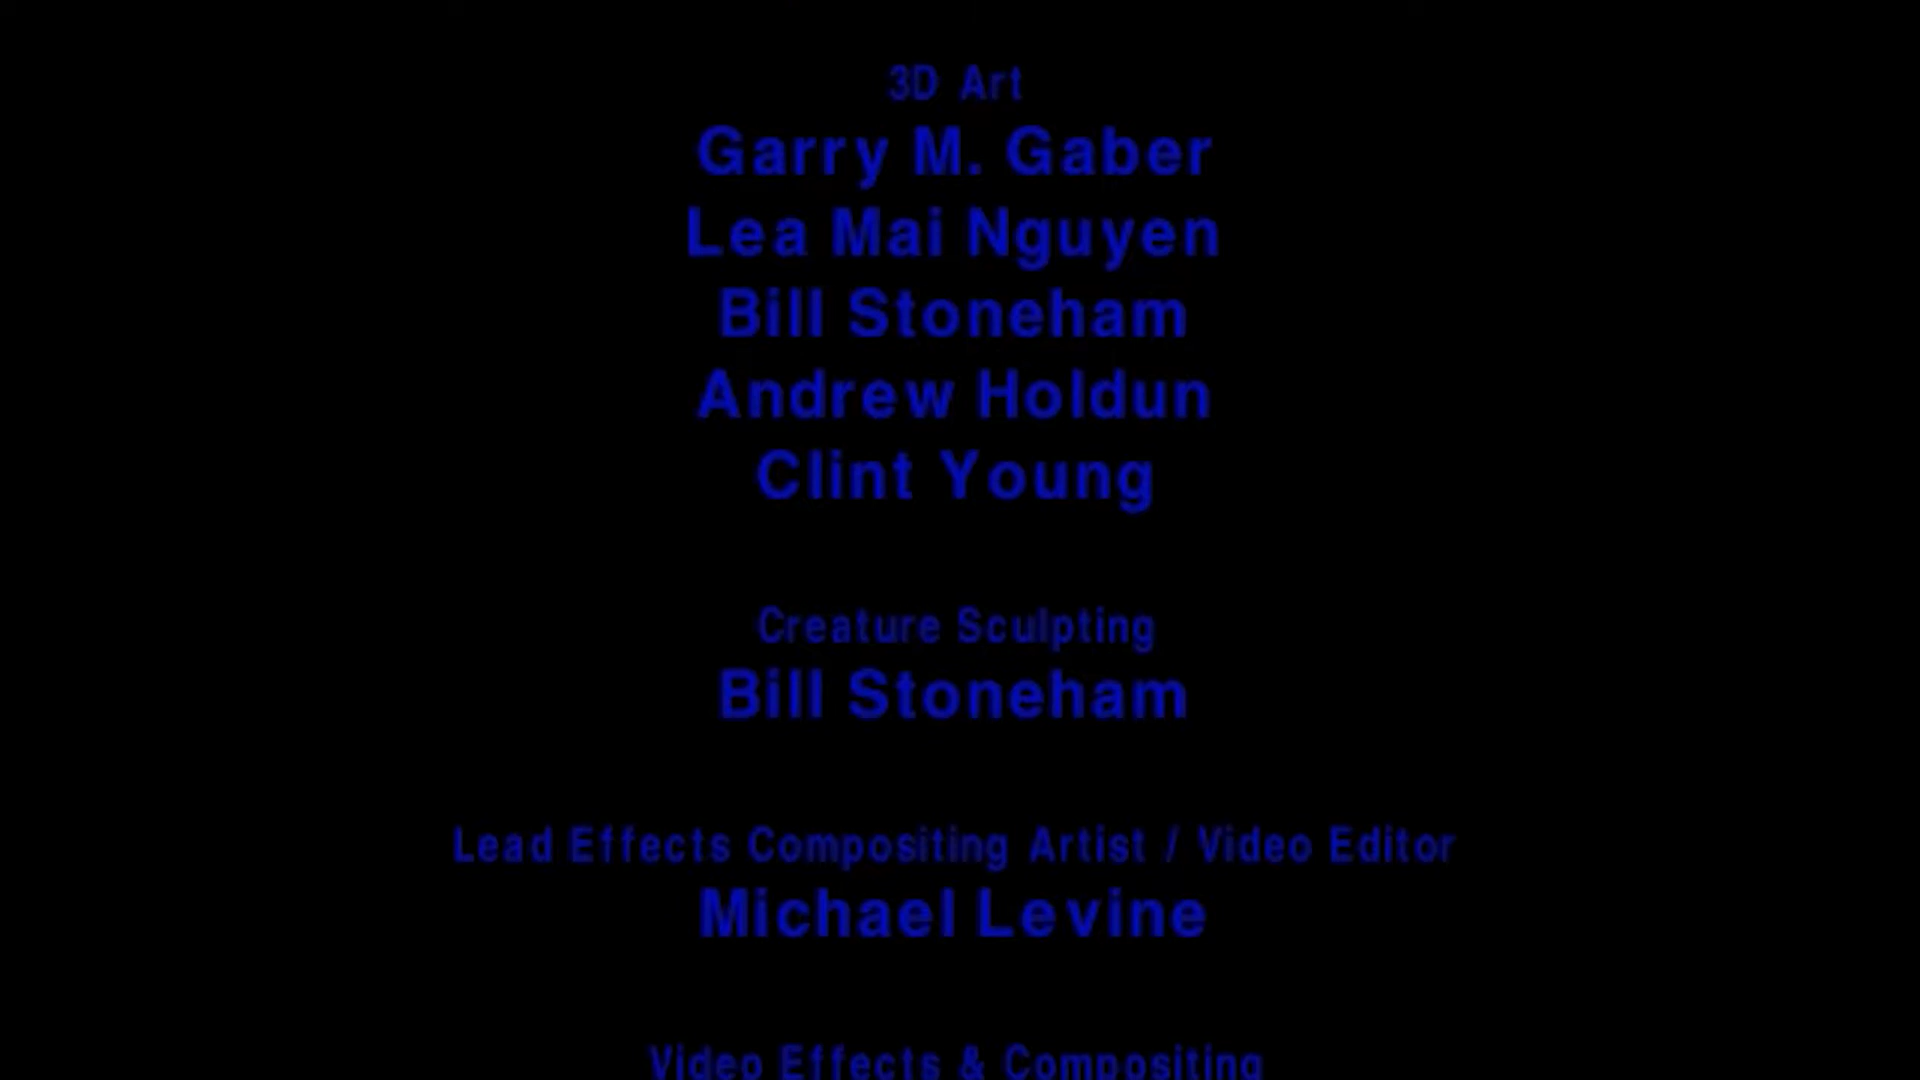 3D Art
Garry M. Gaber
Lea Mai Nguyen
Bill Stoneham
Andrew Holdun
Clint Young
Creature Sculpting
Bill Stoneham
Lead Effects Compositing Artist / Video Editor
Michael Levine
Video Effects & Compositing